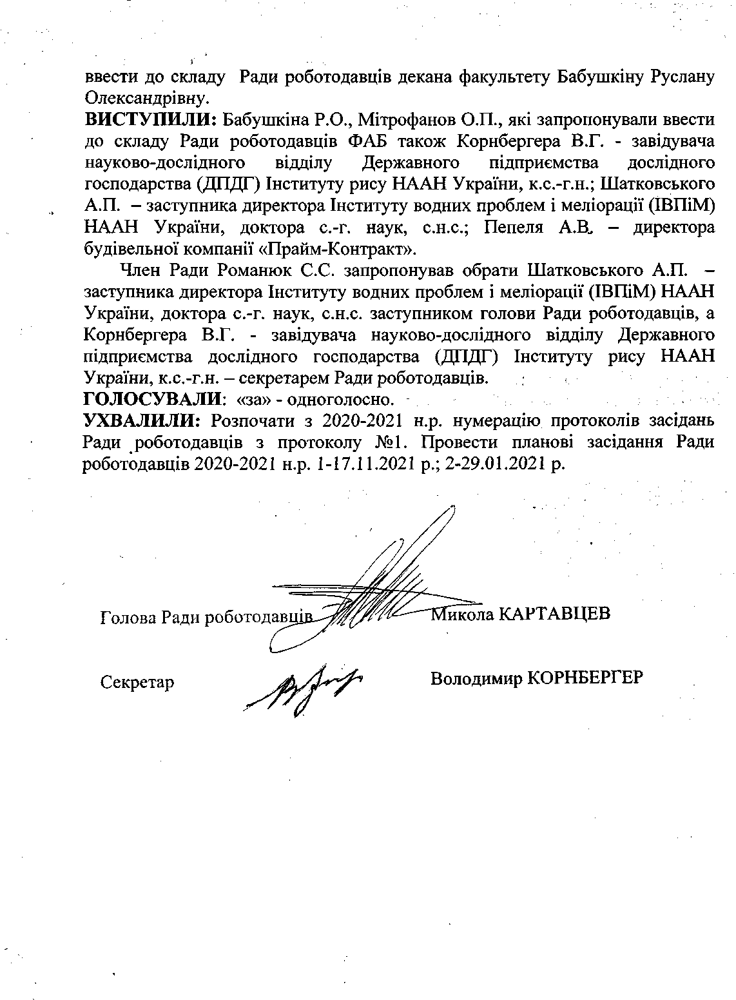 ввести до складу Ради роботодавців декана факультету Бабушкіну Руслану
Олександрівну.
ВИСТУПИЛИ: Бабушкіна Р.О., Мітрофанов О.П., які запропонували ввести
до складу Ради роботодавців ФАБ також Корнбергера В.Г. - завідувача
науково-дослідного відділу Державного підприємства дослідного
господарства (ДПДГ) Інституту рису НААН України, к.с.-г.н.; Шатковського
А.П. – заступника директора Інституту водних проблем і меліорації (ІВПіМ)
НААН України, доктора с.-г. наук, с.н.с.; Пепеля А.В. – директора
будівельної компанії «Прайм-Контракт».
Член Ради Романюк С.С. запропонував обрати Шатковського А.П. –
заступника директора Інституту водних проблем і меліорації (ІВПіМ) НААН
України, доктора с.-г. наук, с.н.с. заступником голови Ради роботодавців, а
Корнбергера В.Г. - завідувача науково-дослідного відділу Державного
підприємства дослідного господарства (ДПДГ) Інституту рису НААН
України, к.с.-г.н. – секретарем Ради роботодавців.
ГОЛОСУВАЛИ: «за» - одноголосно.
УХВАЛИЛИ: Розпочати з 2020-2021 н.р. нумерацію протоколів засідань
Ради роботодавців з протоколу №1. Провести планові засідання Ради
роботодавців 2020-2021 н.р. 1-17.11.2021 р.; 2-29.01.2021 р.
Голова Ради роботодавців Микола КАРТАВЦЕВ
Секретар Володимир КОРНБЕРГЕР